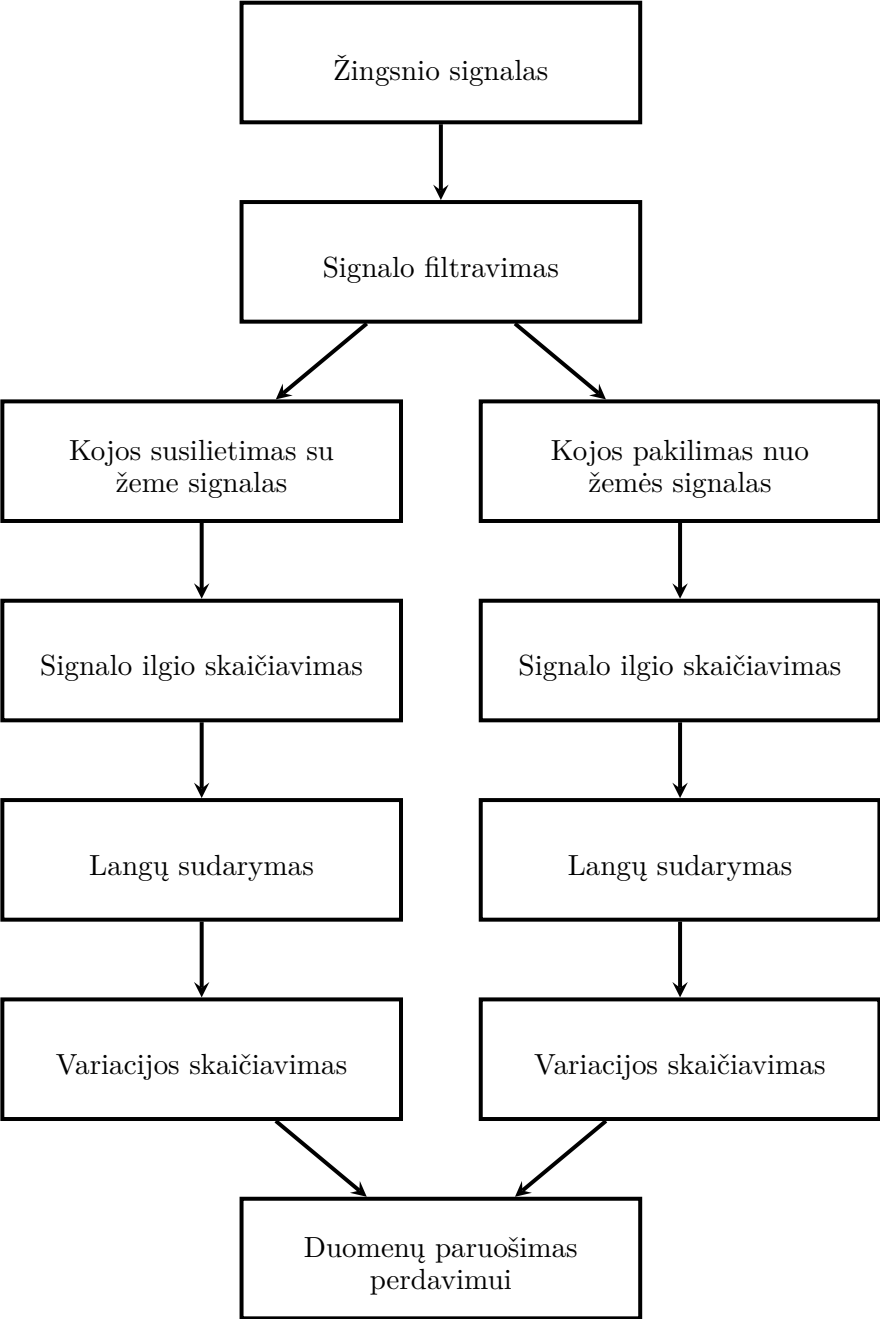 Žingsnio signalas
Signalo filtravimas
Kojos susilietimas su
žeme signalas
Kojos pakilimas nuo
žemės signalas
Signalo ilgio skaičiavimas
Signalo ilgio skaičiavimas
Langų sudarymas
Langų sudarymas
Variacijos skaičiavimas
Variacijos skaičiavimas
Duomenų paruošimas
perdavimui